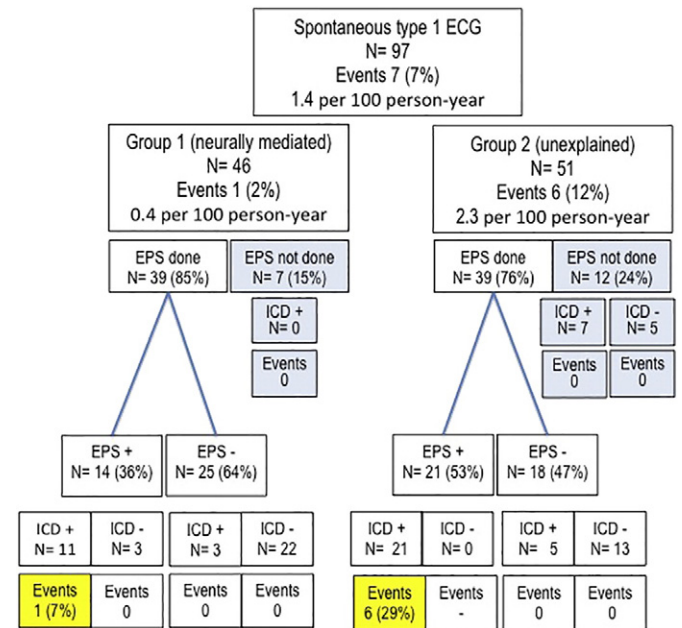 Spontaneous type 1 ECG
N= 97
Events 7 (7%)
1.4 per 100 person-year
Group 1 (neurally mediated)
N= 46
Events 1 (2%)
0.4 per 100 person-year
Group 2 (unexplained)
N= 51
Events 6 (12%)
2.3 per 100 person-year
EPS done
N= 39 (85%)
EPS not done
N= 7 (15%)
ICD +
N= 0
Events
0
EPS done
N= 39 (76%)
EPS not done
N= 12 (24%)
ICD +
N= 7
ICD -
N= 5
Events
0
Events
0
EPS +
N= 14 (36%)
EPS -
N= 25 (64%)
EPS +
N= 21 (53%)
EPS -
N= 18 (47%)
ICD +
N= 11
ICD -
N= 3
ICD +
N= 3
ICD -
N= 22
ICD +
N= 21
ICD -
N= 0
ICD +
N= 5
ICD -
N= 13
Events
1 (7%)
Events
0
Events
0
Events
0
Events
6 (29%)
Events
-
Events
0
Events
0